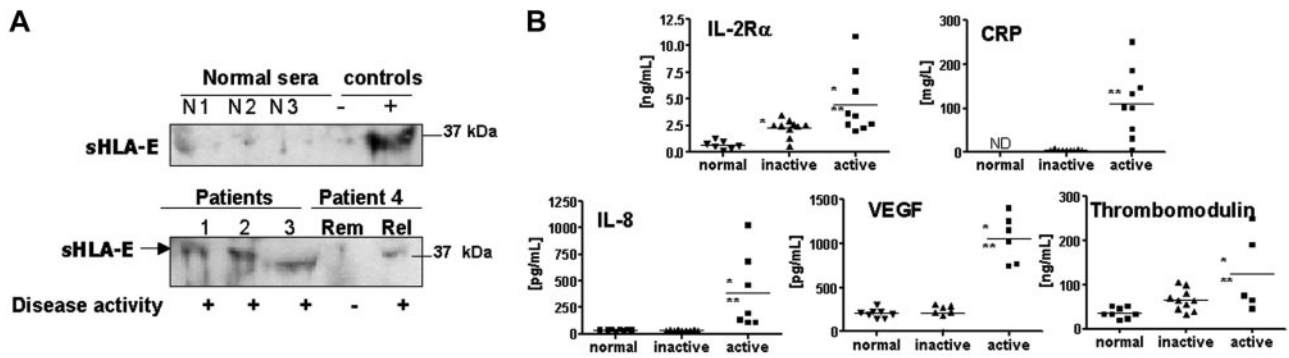 A
Normal sera controls
N1 N2 N3 - +
sHLA-E
37 kDa
Patients Patient 4
1 2 3 Rem Rel
sHLA-E
37 kDa
Disease activity + + + - +
B
IL-2Rα
[ng/mL]
12.5
10.0
7.5
5.0
2.5
0.0
*
*
**
normal inactive active
CRP
[mg/L]
300
200
100
0
ND
**
normal inactive active
IL-8
[pg/mL]
1250
1000
750
500
250
0
*
**
normal inactive active
VEGF
[pg/mL]
1500
1000
500
0
*
**
normal inactive active
Thrombomodulin
[ng/mL]
300
200
100
0
*
**
normal inactive active